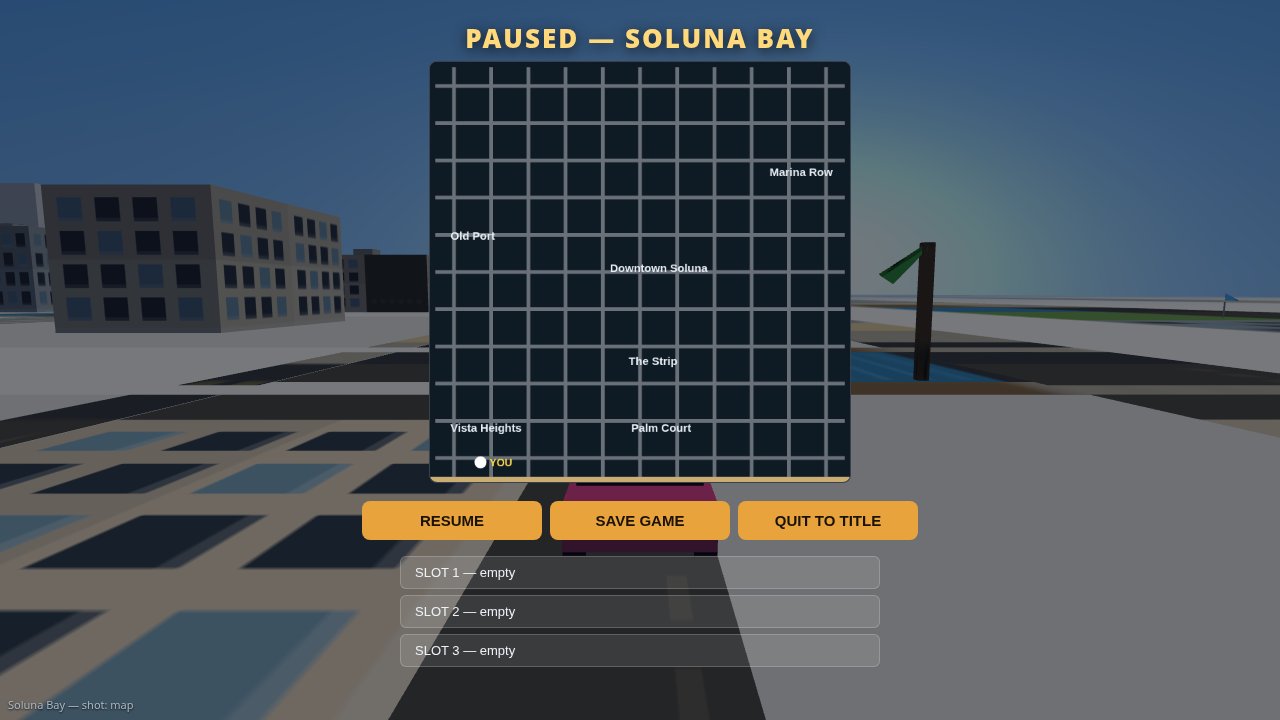 PAUSED — SOLUNA BAY
Marina Row
Old Port
Downtown Soluna
The Strip
Vista Heights
Palm Court
YOU
RESUME
SAVE GAME
QUIT TO TITLE
SLOT 1 — empty
SLOT 2 — empty
SLOT 3 — empty
Soluna Bay — shot: map